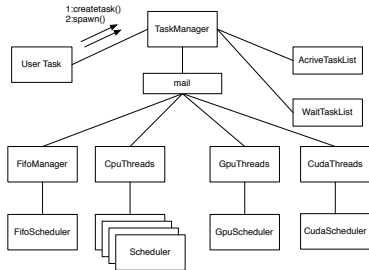 1:createtask()
2:spawn()
TaskManager
User Task
AcriveTaskList
mail
WaitTaskList
FifoManager
CpuThreads
GpuThreads
CudaThreads
FifoScheduler
GpuScheduler
CudaScheduler
Scheduler